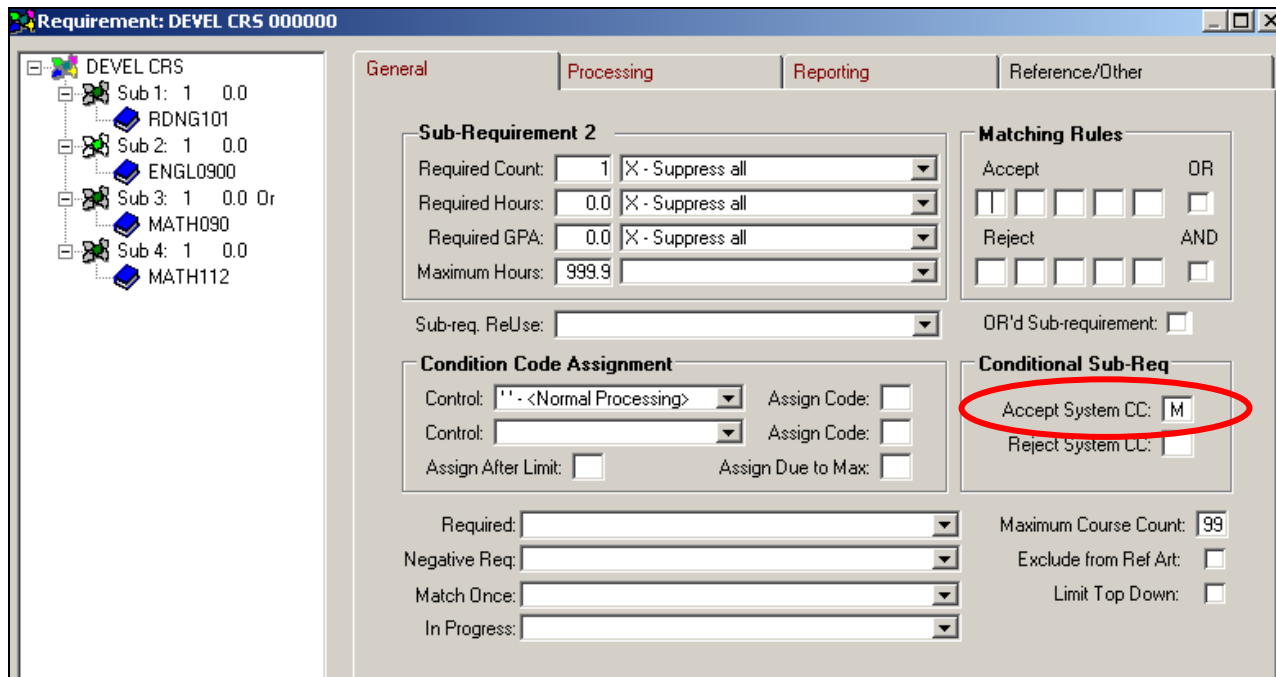 Requirement: DEVEL CRS 000000
DEVEL CRS
Sub 1: 1 0.0
RDNG101
Sub 2: 1 0.0
ENGL0900
Sub 3: 1 0.0 Or
MATH090
Sub 4: 1 0.0
MATH112
General Processing Reporting Reference/Other
Sub-Requirement 2
Required Count: 1 X - Suppress all
Required Hours: 0.0 X - Suppress all
Required GPA: 0.0 X - Suppress all
Maximum Hours: 999.9
Matching Rules
Accept OR
Reject AND
Sub-req. ReUse:
OR'd Sub-requirement:
Condition Code Assignment
Control: ' ' - <Normal Processing> Assign Code:
Control: Assign Code:
Assign After Limit: Assign Due to Max:
Conditional Sub-Req
Accept System CC: M
Reject System CC:
Required:
Negative Req:
Match Once:
In Progress:
Maximum Course Count: 99
Exclude from Ref Art:
Limit Top Down: